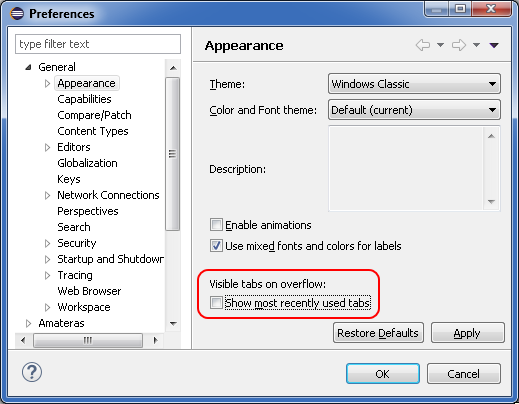 Preferences
type filter text
General
Appearance
Capabilities
Compare/Patch
Content Types
Editors
Globalization
Keys
Network Connections
Perspectives
Search
Security
Startup and Shutdown
Tracing
Web Browser
Workspace
Amateras
Appearance
Theme:
Windows Classic
Color and Font theme:
Default (current)
Description:
Enable animations
Use mixed fonts and colors for labels
Visible tabs on overflow:
Show most recently used tabs
Restore Defaults
Apply
?
OK
Cancel